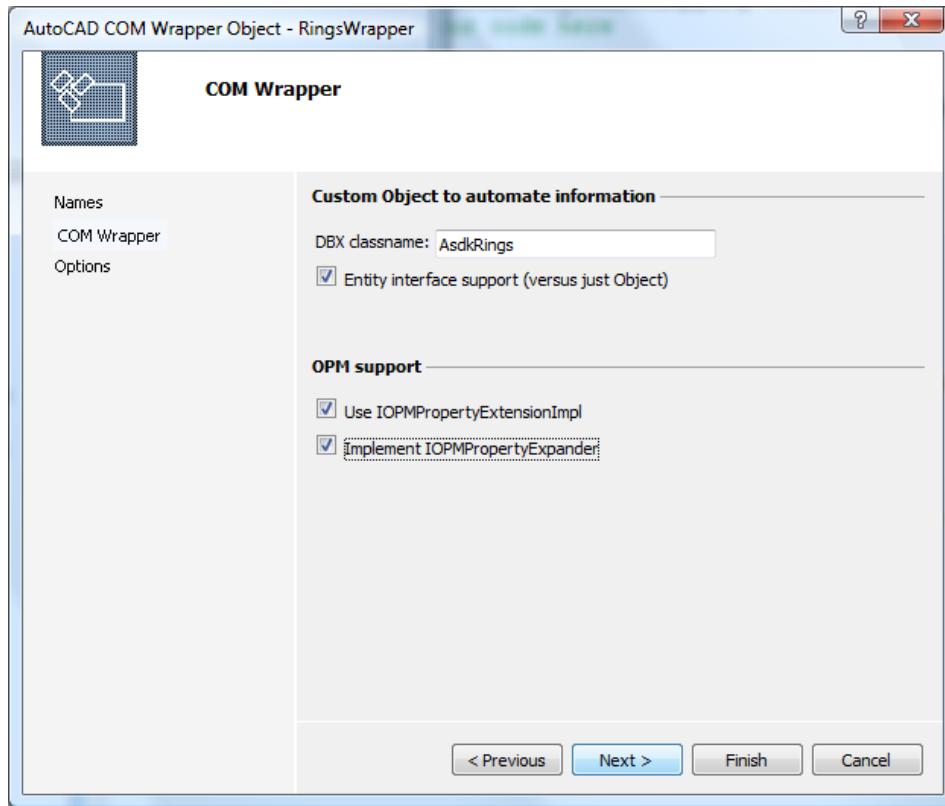 AutoCAD COM Wrapper Object - RingsWrapper
COM Wrapper
Names
COM Wrapper
Options
Custom Object to automate information
DBX classname: AsdkRings
Entity interface support (versus just Object)
OPM support
Use IOPMPropertyExtensionImpl
Implement IOPMPropertyExpander
< Previous
Next >
Finish
Cancel